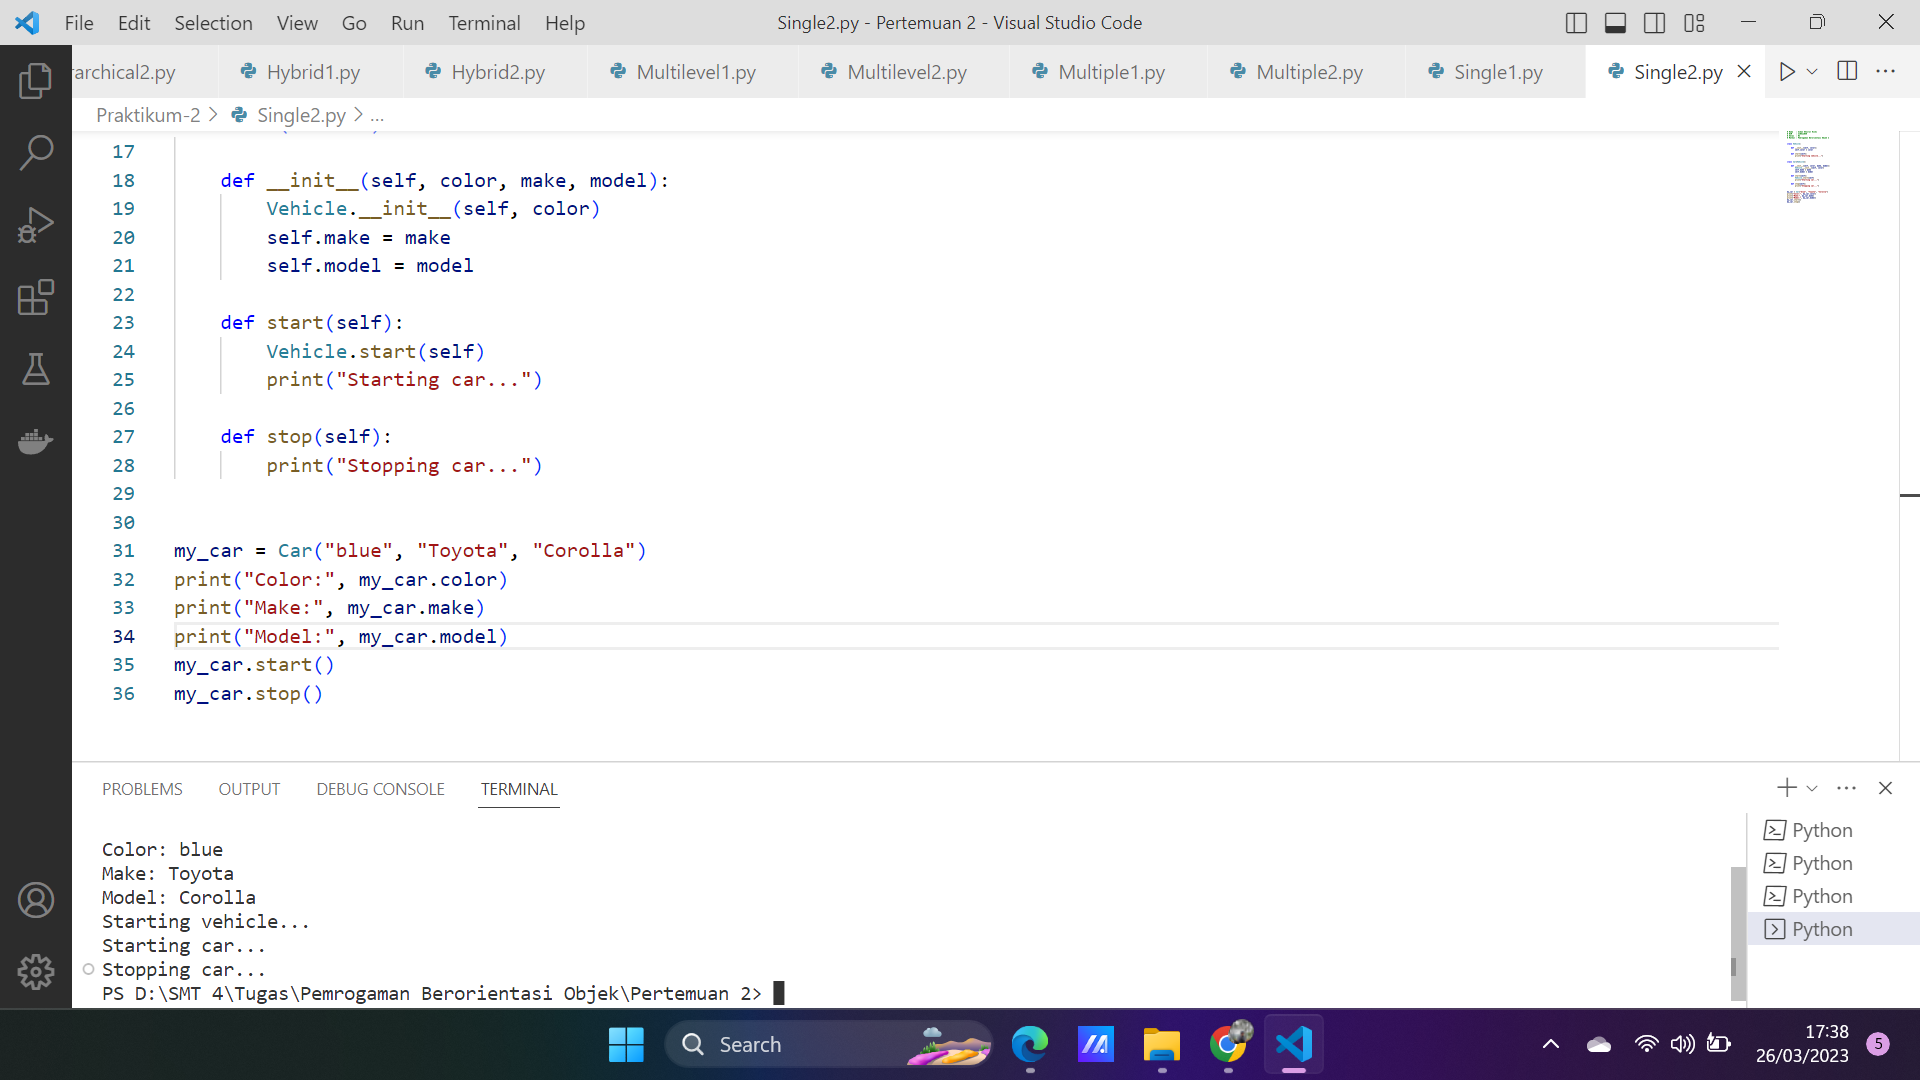 File Edit Selection View Go Run Terminal Help
Single2.py - Pertemuan 2 - Visual Studio Code
rarchical2.py Hybrid1.py Hybrid2.py Multilevel1.py Multilevel2.py Multiple1.py Multiple2.py Single1.py Single2.py
Praktikum-2 > Single2.py > ...
17
18 def __init__(self, color, make, model):
19 Vehicle.__init__(self, color)
20 self.make = make
21 self.model = model
22
23 def start(self):
24 Vehicle.start(self)
25 print("Starting car...")
26
27 def stop(self):
28 print("Stopping car...")
29
30
31 my_car = Car("blue", "Toyota", "Corolla")
32 print("Color:", my_car.color)
33 print("Make:", my_car.make)
34 print("Model:", my_car.model)
35 my_car.start()
36 my_car.stop()
PROBLEMS OUTPUT DEBUG CONSOLE TERMINAL
Color: blue
Make: Toyota
Model: Corolla
Starting vehicle...
Starting car...
Stopping car...
PS D:\SMT 4\Tugas\Pemrogaman Berorientasi Objek\Pertemuan 2>
Python
Python
Python
Python
Search
17:38
26/03/2023
5